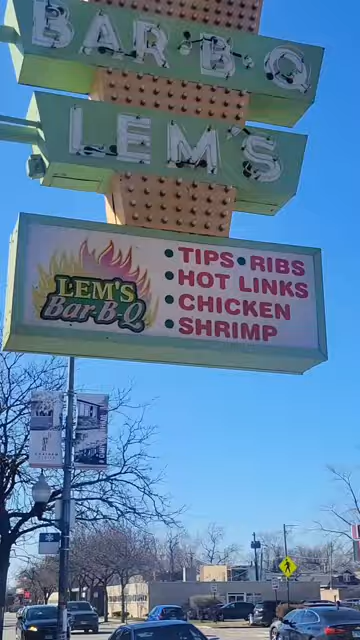 BAR-B-Q
LEM'S
LEM'S
Bar-B-Q
• TIPS • RIBS
• HOT LINKS
• CHICKEN
• SHRIMP